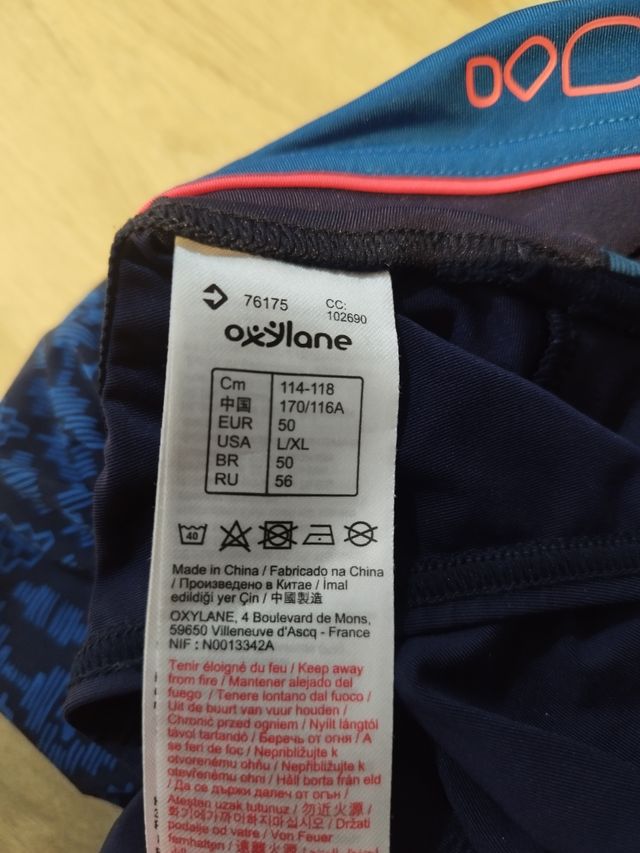 76175
CC:
102690
oxylane
Cm 114-118
中国 170/116A
EUR 50
USA L/XL
BR 50
RU 56
40
Made in China / Fabricado na China
/ Произведено в Китае / İmal
edildiği yer Çin / 中國製造
OXYLANE, 4 Boulevard de Mons,
59650 Villeneuve d'Ascq - France
NIF : N0013342A
Tenir éloigné du feu / Keep away
from fire / Mantener alejado del
fuego / Tenere lontano dal fuoco /
Uit de buurt van vuur houden /
Chronić przed ogniem / Nyílt lángtól
távol tartandó / Беречь от огня / A
se feri de foc / Nepribližujte k
otvorenému ohňu / Nepřibližujte k
otevřenému ohni / Håll borta från eld
/ Да се държи далеч от огън /
Ateşten uzak tutunuz / 勿近火源 /
화기에가까이하지마십시오 / Držati
podalje od vatre / Von Feuer
fernhalten / 遠離火源 /